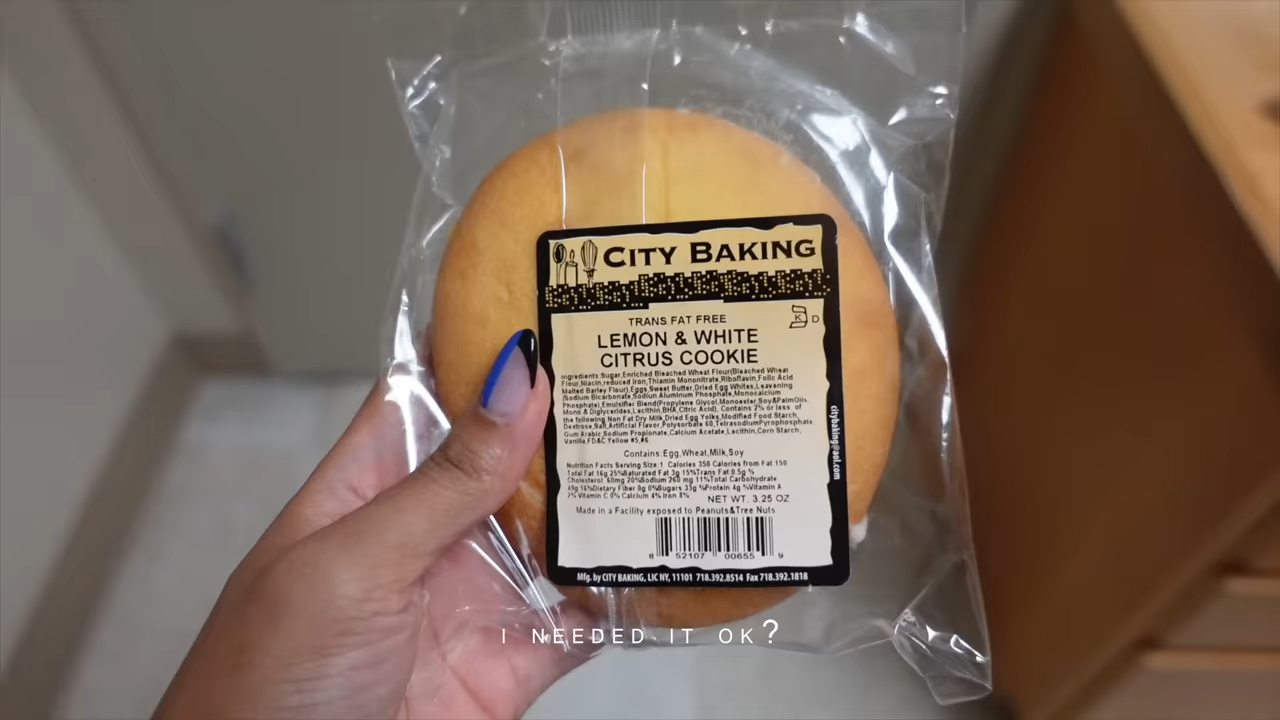 CITY BAKING
TRANS FAT FREE
K D
LEMON & WHITE
CITRUS COOKIE
Ingredients:Sugar,Enriched Bleached Wheat Flour(Bleached Wheat
Flour,Niacin,reduced Iron,Thiamin Mononitrate,Riboflavin,Folic Acid
Malted Barley Flour),Eggs,Sweet Butter,Dried Egg Whites,Leavening
(Sodium Bicarbonate,Sodium Aluminum Phosphate,Monocalcium
Phosphate),Emulsifier Blend(Propylene Glycol,Monoester,Soy&PalmOils,
Mono & Diglycerides,Lecithin,BHA,Citric Acid), Contains 2% or less of
the following Non Fat Dry Milk,Dried Egg Yolks,Modified Food Starch,
Dextrose,Salt,Artificial Flavor,Polysorbate 60,TetrasodiumPyrophosphate,
Gum Arabic,Sodium Propionate,Calcium Acetate,Lecithin,Corn Starch,
Vanilla,FD&C Yellow #5,#6
Contains:Egg,Wheat,Milk,Soy
Nutrition Facts Serving Size:1 Calories 350 Calories from Fat 150
Total Fat 16g 25%Saturated Fat 3g 15%Trans Fat 0.5g %
Cholesterol 60mg 20%Sodium 260 mg 11%Total Carbohydrate
49g 16%Dietary Fiber 0g 0%Sugars 33g %Protein 4g %Vitamin A
2% Vitamin C 0% Calcium 4% Iron 8%
NET WT. 3.25 OZ
Made in a Facility exposed to Peanuts&Tree Nuts
8 52107 00655 9
Mfg. by CITY BAKING, LIC NY, 11101 718.392.8514 Fax 718.392.1818
citybaking@aol.com
I NEEDED IT OK?